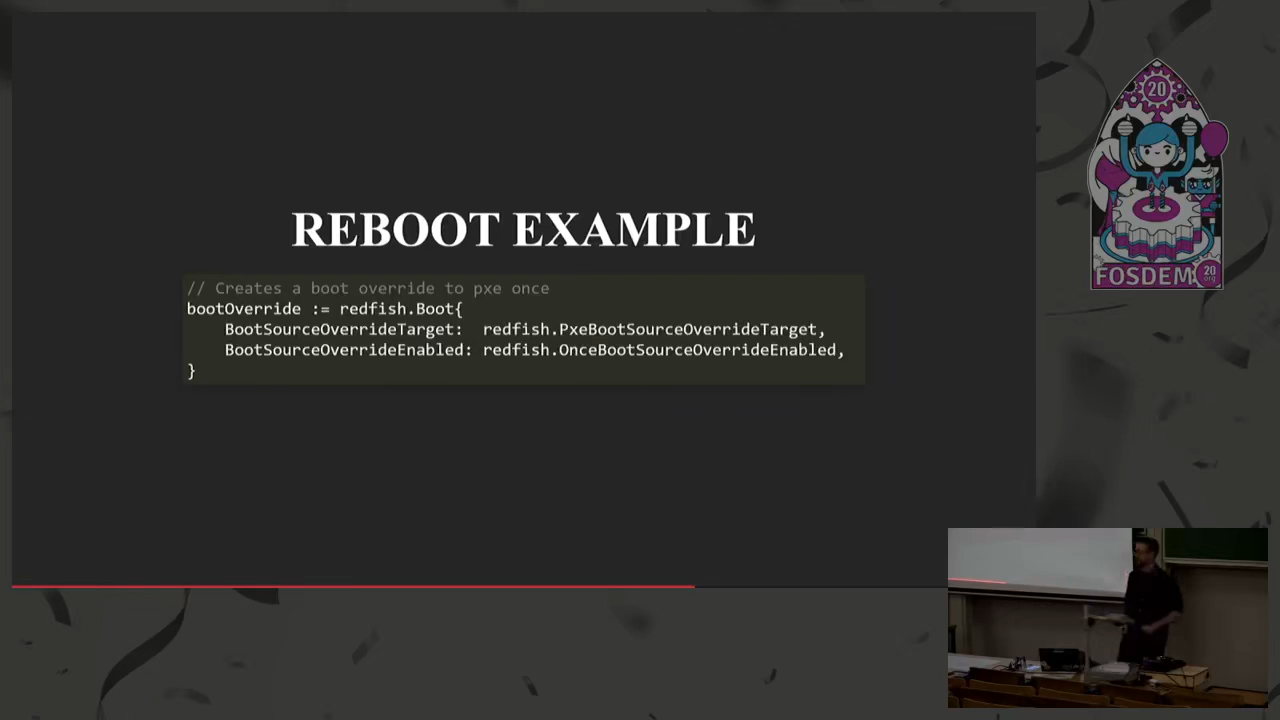 REBOOT EXAMPLE
// Creates a boot override to pxe once
bootOverride := redfish.Boot{
    BootSourceOverrideTarget:  redfish.PxeBootSourceOverrideTarget,
    BootSourceOverrideEnabled: redfish.OnceBootSourceOverrideEnabled,
}
20
FOSDEM
20
org